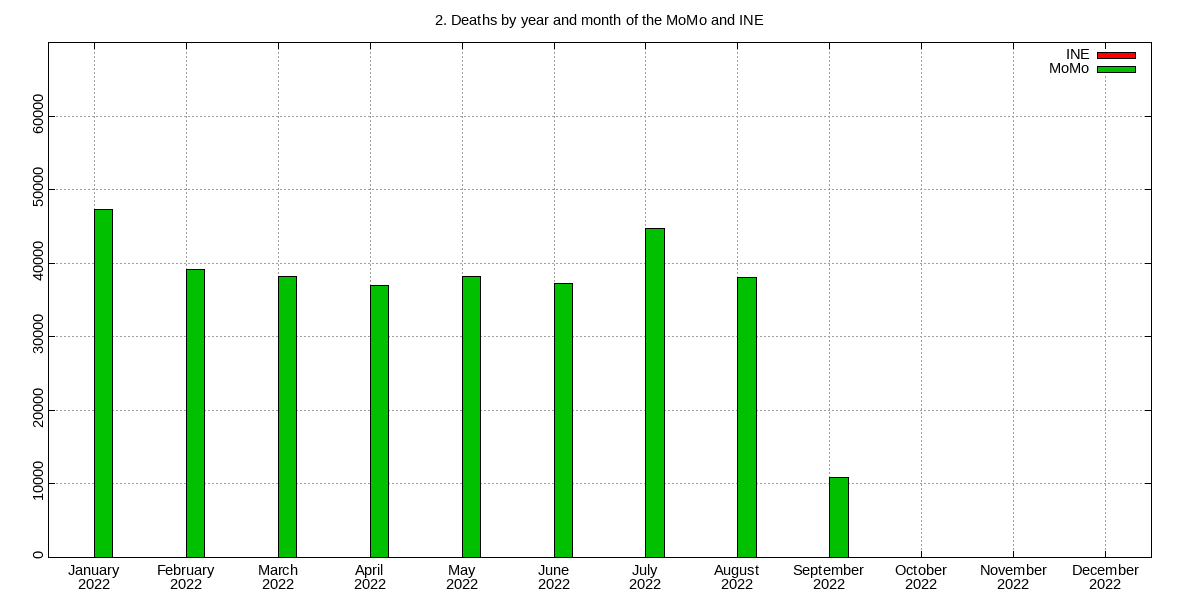 2. Deaths by year and month of the MoMo and INE
INE
MoMo
60000
50000
40000
30000
20000
10000
0
January February March April May June July August September October November December
2022 2022 2022 2022 2022 2022 2022 2022 2022 2022 2022 2022